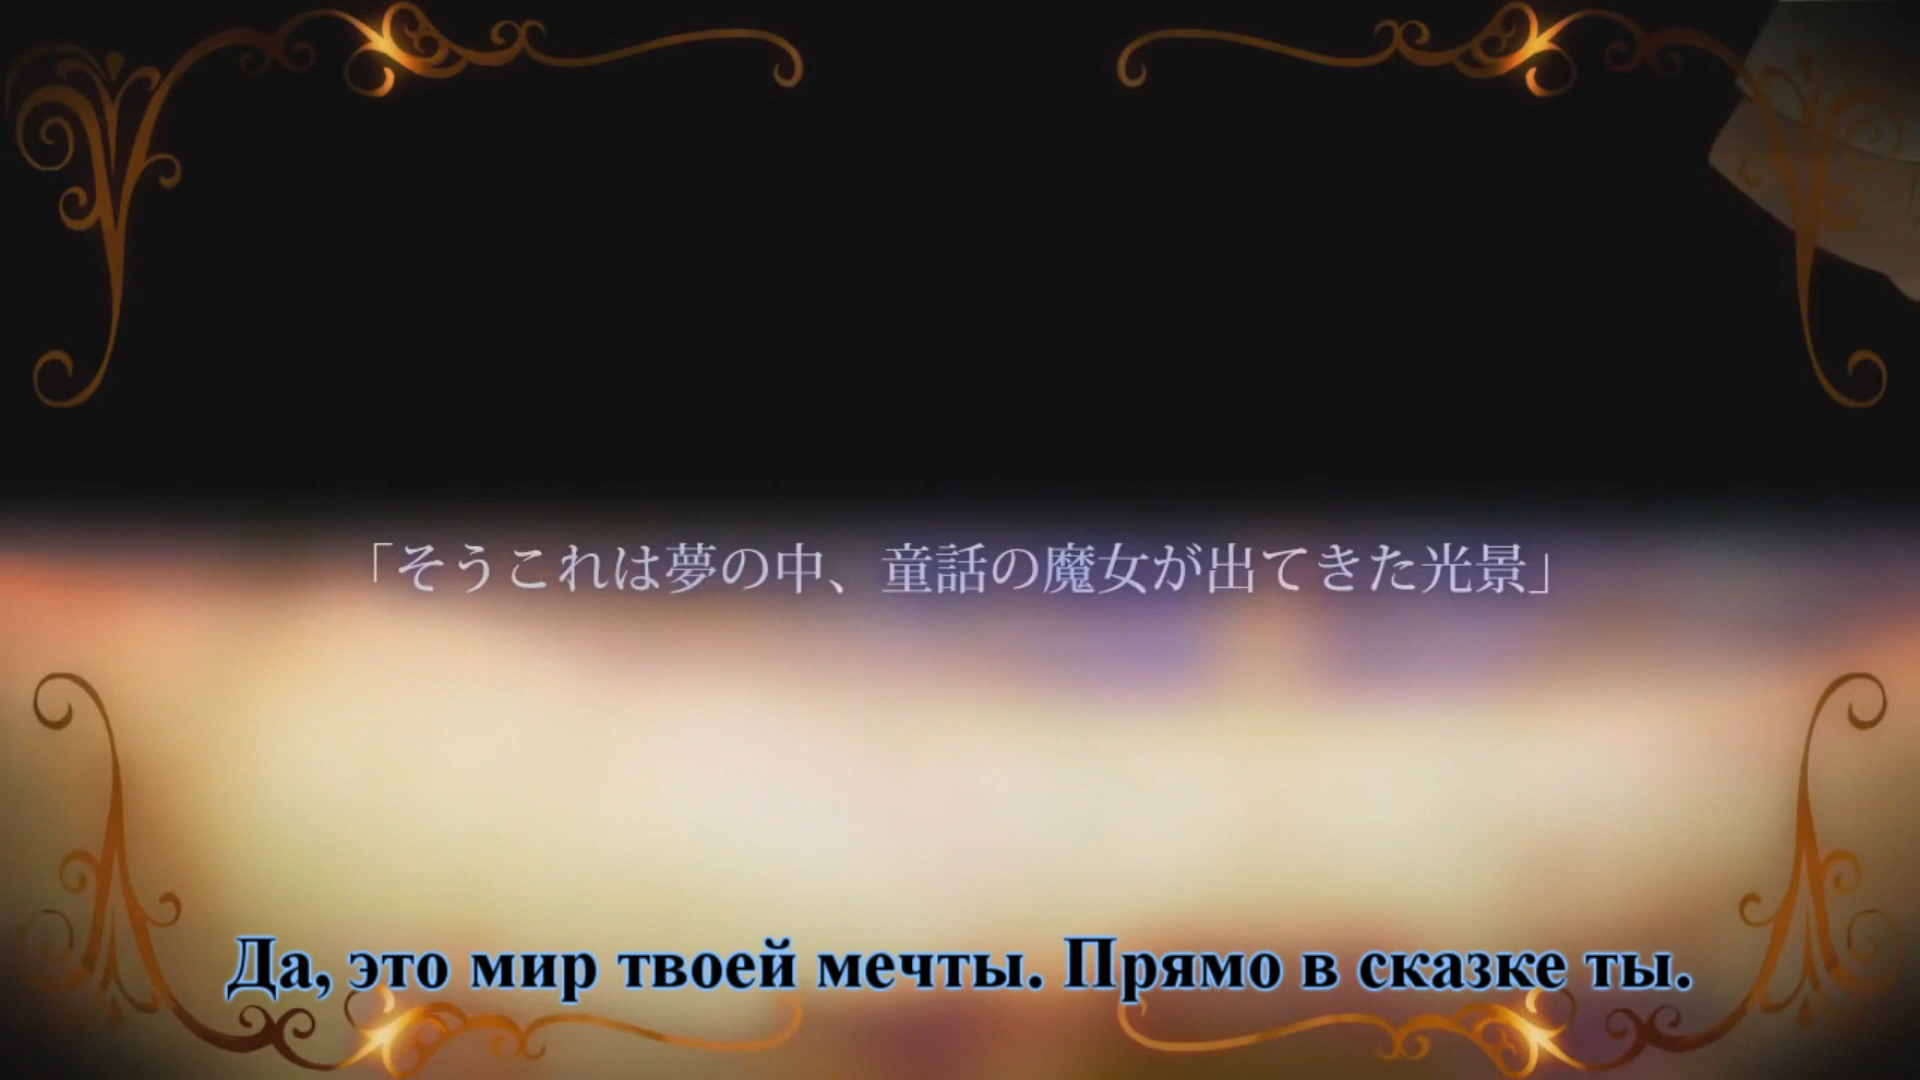 「そうこれは夢の中、童話の魔女が出てきた光景」
Да, это мир твоей мечты. Прямо в сказке ты.